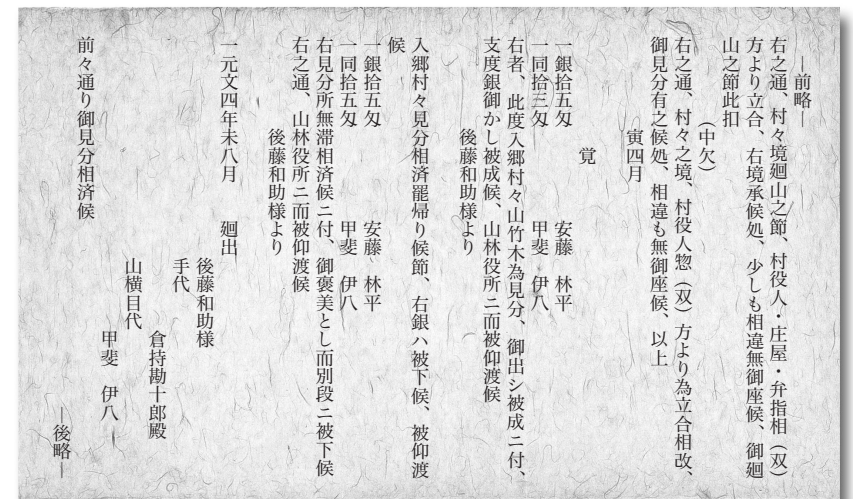 ―前略―
右之通、村々境廻山之節、村役人・庄屋・弁指相（双）
方より立合、右境承候処、少しも相違無御座候、御廻
山之節此扣
（中欠）
右之通、村々之境、村役人惣（双）方より為立合相改、
御見分有之候処、相違も無御座候、以上
寅四月
覚
一銀拾五匁　安藤　林平
一同拾三匁　甲斐　伊八
右者、此度入郷村々山竹木為見分、御出シ被成ニ付、
支度銀御かし被成候、山林役所ニ而被仰渡候
後藤和助様より
入郷村々見分相済罷帰り候節、右銀ハ被下候、被仰渡
候
一銀拾五匁　安藤　林平
一同拾五匁　甲斐　伊八
右見分所無滞相済候ニ付、御褒美とし而別段ニ被下候
右之通、山林役所ニ而被仰渡候
後藤和助様より
一元文四年未八月　廻出
後藤和助様
手代
倉持勘十郎殿
山横目代
甲斐　伊八
前々通り御見分相済候
―後略―